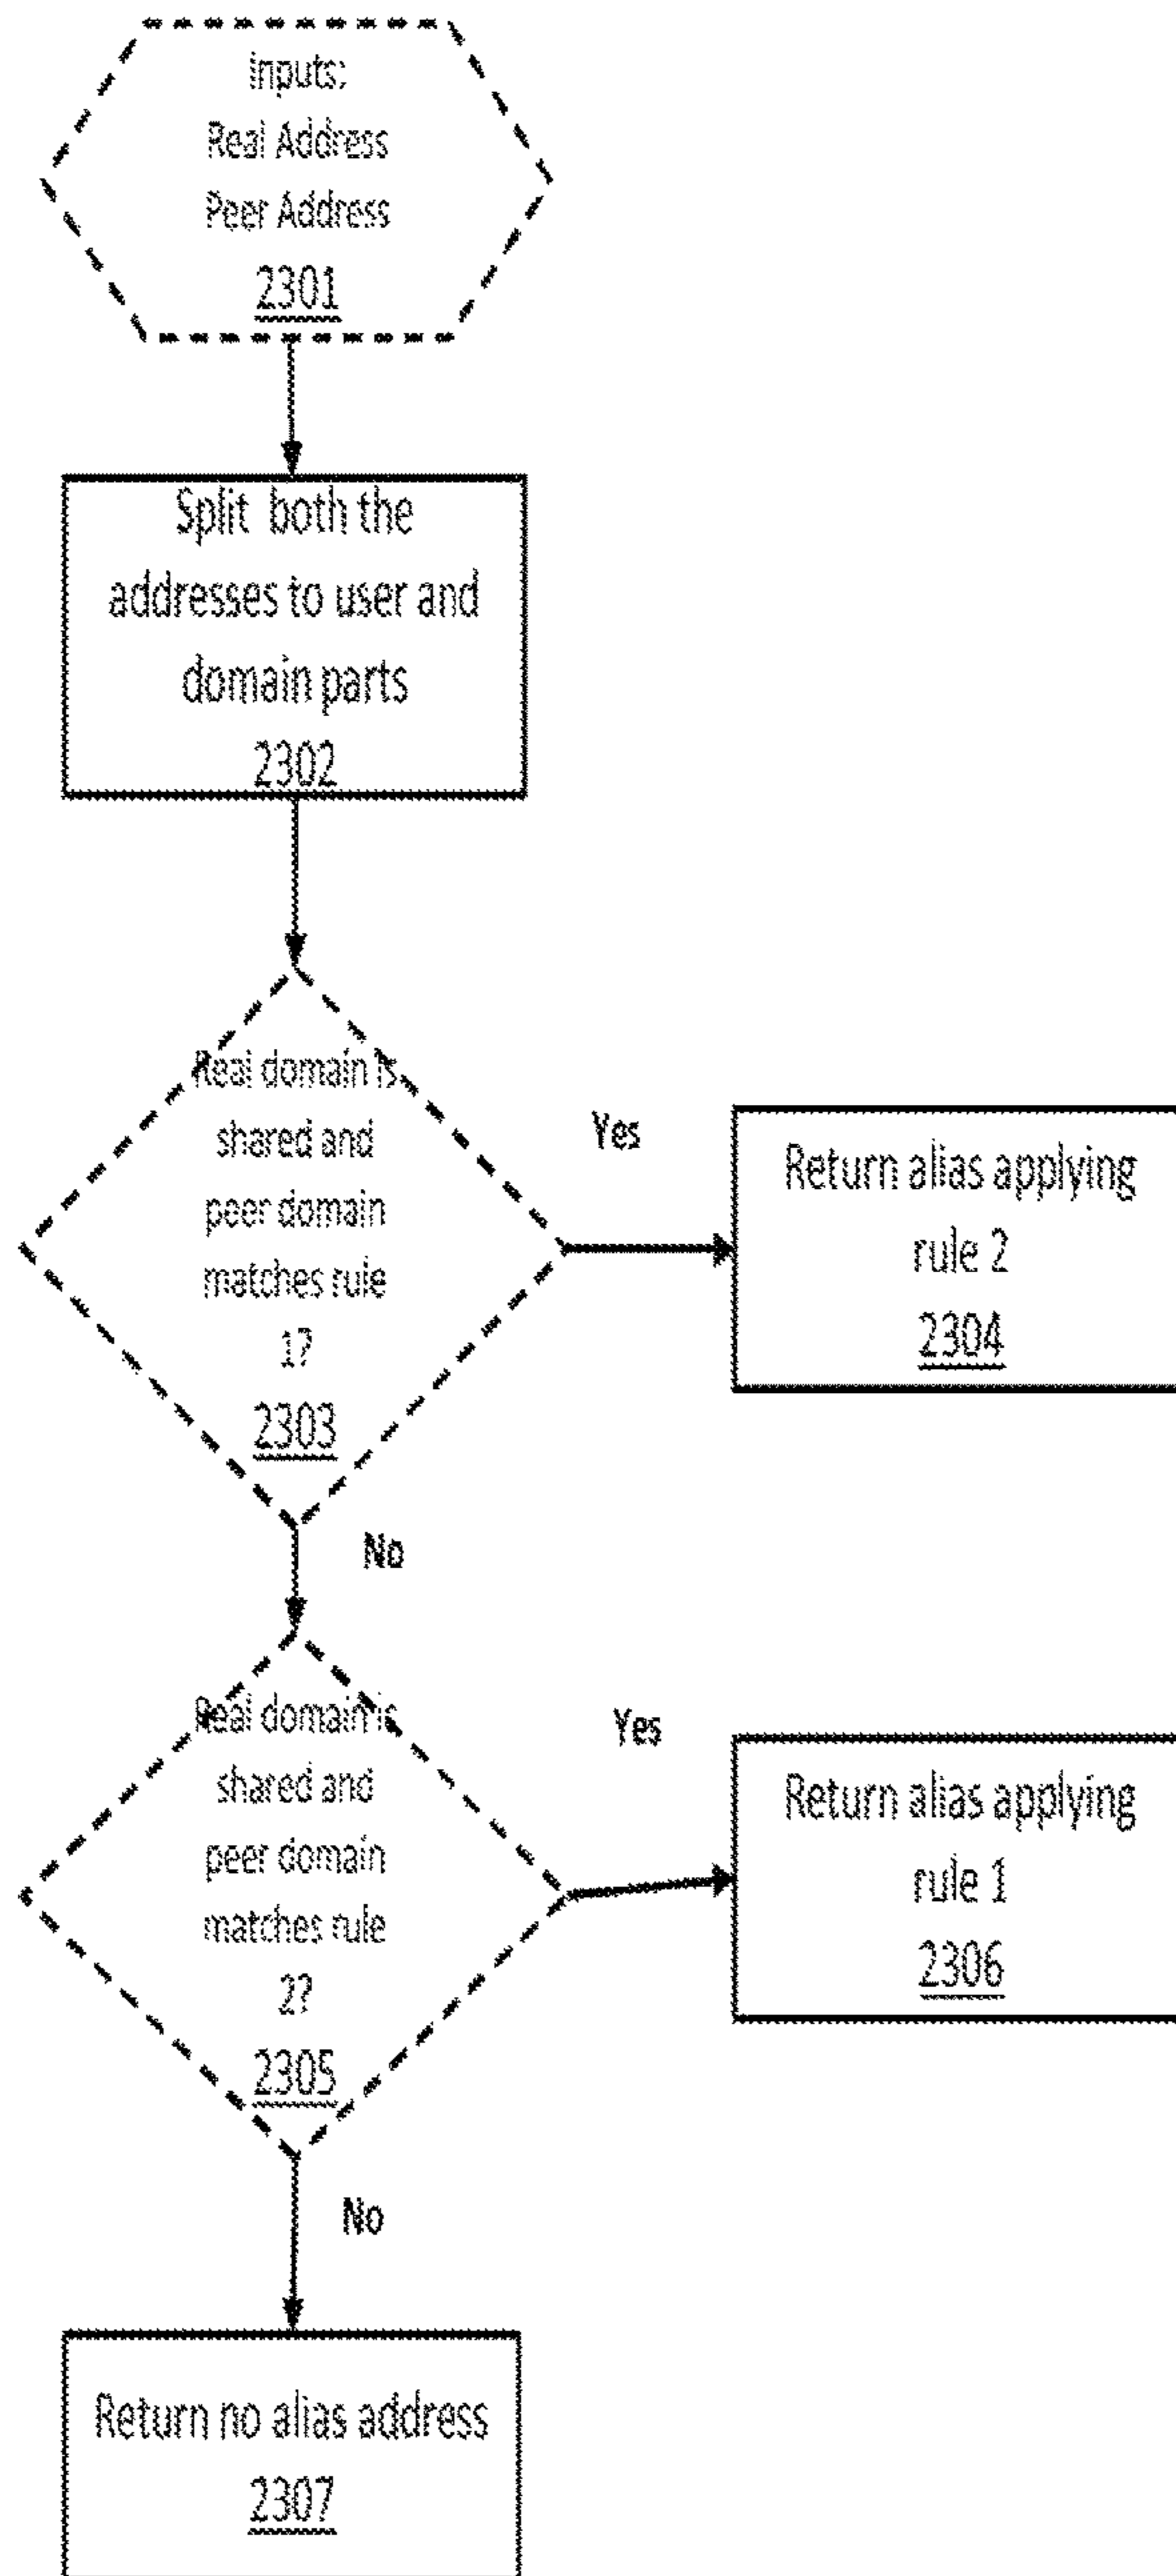 inputs:
Real Address
Peer Address
2301
Split both the
addresses to user and
domain parts
2302
Real domain is
shared and
peer domain
matches rule
1?
2303
Yes
Return alias applying
rule 2
2304
No
Real domain is
shared and
peer domain
matches rule
2?
2305
Yes
Return alias applying
rule 1
2306
No
Return no alias address
2307